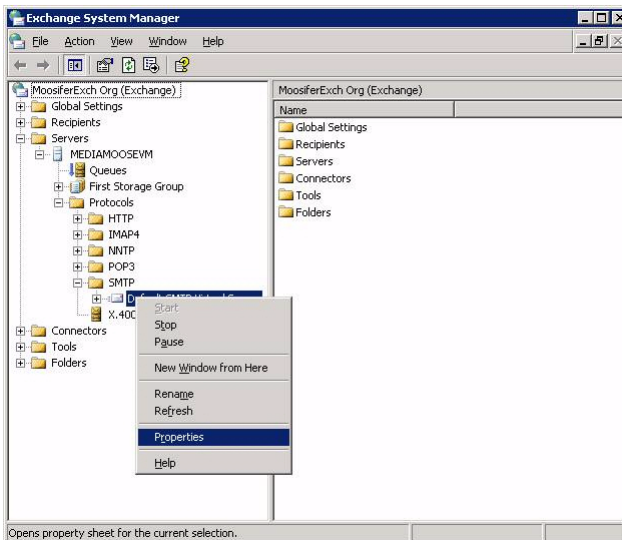 Exchange System Manager
File Action View Window Help
MoosiferExch Org (Exchange)
Global Settings
Recipients
Servers
MEDIAMOOSEVM
Queues
First Storage Group
Protocols
HTTP
IMAP4
NNTP
POP3
SMTP
X.400
Connectors
Tools
Folders
MoosiferExch Org (Exchange)
Name
Global Settings
Recipients
Servers
Connectors
Tools
Folders
Start
Stop
Pause
New Window from Here
Rename
Refresh
Properties
Help
Opens property sheet for the current selection.